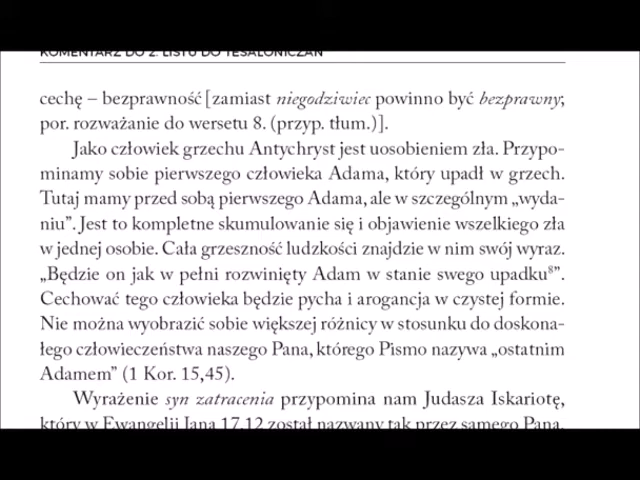 KOMENTARZ DO 2. LISTU DO TESALONICZAN
cechę – bezprawność [zamiast niegodziwiec powinno być bezprawny;
por. rozważanie do wersetu 8. (przyp. tłum.)].
Jako człowiek grzechu Antychryst jest uosobieniem zła. Przypo-
minamy sobie pierwszego człowieka Adama, który upadł w grzech.
Tutaj mamy przed sobą pierwszego Adama, ale w szczególnym „wyda-
niu”. Jest to kompletne skumulowanie się i objawienie wszelkiego zła
w jednej osobie. Cała grzeszność ludzkości znajdzie w nim swój wyraz.
„Będzie on jak w pełni rozwinięty Adam w stanie swego upadku⁸”.
Cechować tego człowieka będzie pycha i arogancja w czystej formie.
Nie można wyobrazić sobie większej różnicy w stosunku do doskona-
łego człowieczeństwa naszego Pana, którego Pismo nazywa „ostatnim
Adamem” (1 Kor. 15,45).
Wyrażenie syn zatracenia przypomina nam Judasza Iskariotę,
który w Ewangelii Jana 17,12 został nazwany tak przez samego Pana.